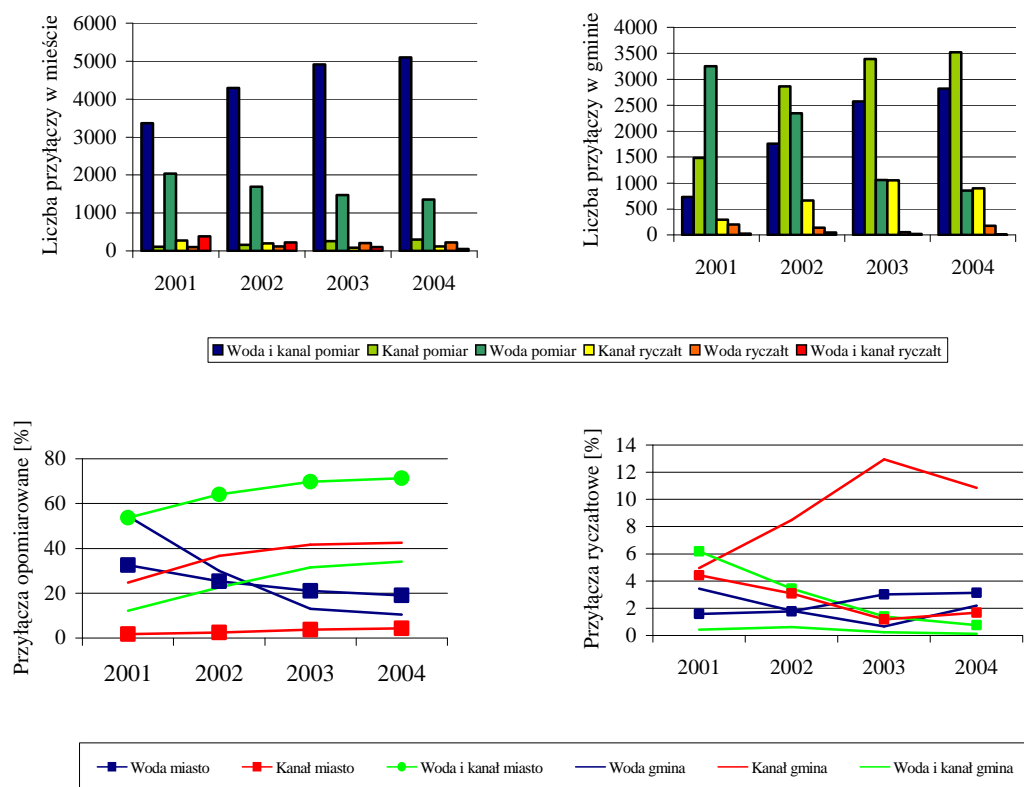 Liczba przyłączy w mieście
6000
5000
4000
3000
2000
1000
0
2001 2002 2003 2004
Liczba przyłączy w gminie
4000
3500
3000
2500
2000
1500
1000
500
0
2001 2002 2003 2004
Woda i kanal pomiar Kanał pomiar Woda pomiar Kanał ryczałt Woda ryczałt Woda i kanał ryczałt
Przyłącza opomiarowane [%]
80
60
40
20
0
2001 2002 2003 2004
Przyłącza ryczałtowe [%]
14
12
10
8
6
4
2
0
2001 2002 2003 2004
Woda miasto Kanał miasto Woda i kanał miasto Woda gmina Kanał gmina Woda i kanał gmina